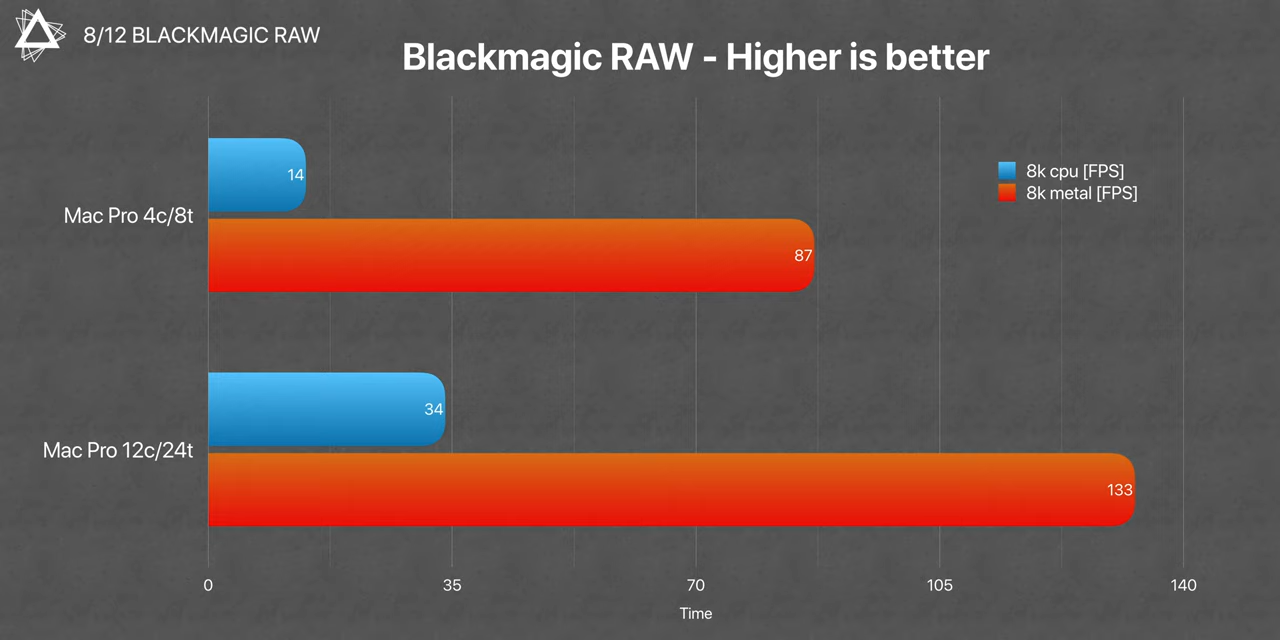 8/12 BLACKMAGIC RAW
Blackmagic RAW - Higher is better
8k cpu [FPS]
8k metal [FPS]
Mac Pro 4c/8t
14
87
Mac Pro 12c/24t
34
133
0 35 70 105 140
Time